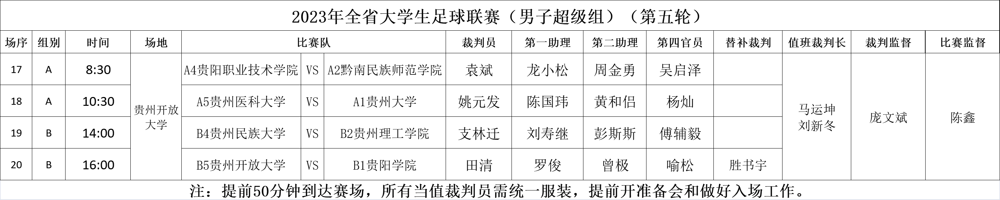 2023年全省大学生足球联赛（男子超级组）（第五轮）
场序 组别 时间 场地 比赛队 裁判员 第一助理 第二助理 第四官员 替补裁判 值班裁判长 裁判监督 比赛监督
17 A 8:30 A4贵阳职业技术学院 VS A2黔南民族师范学院 袁斌 龙小松 周金勇 吴启泽
18 A 10:30 A5贵州医科大学 VS A1贵州大学 姚元发 陈国玮 黄和侣 杨灿
贵州开放
大学
马运坤
刘新冬
庞文斌
陈鑫
19 B 14:00 B4贵州民族大学 VS B2贵州理工学院 支林迁 刘寿继 彭斯斯 傅辅毅
20 B 16:00 B5贵州开放大学 VS B1贵阳学院 田清 罗俊 曾极 喻松 胜书宇
注：提前50分钟到达赛场，所有当值裁判员需统一服装，提前开准备会和做好入场工作。